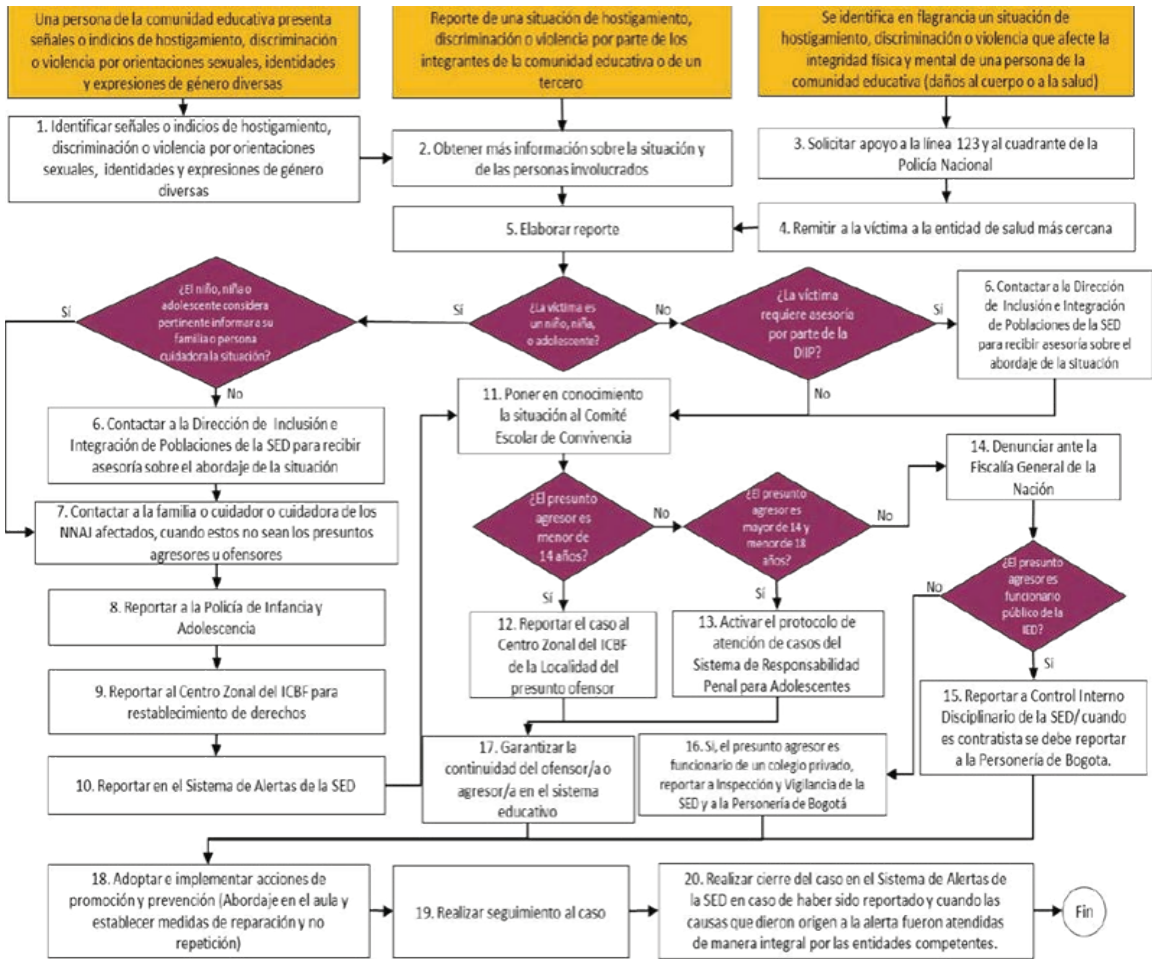 Una persona de la comunidad educativa presenta
señales o indicios de hostigamiento, discriminación
o violencia por orientaciones sexuales, identidades
y expresiones de género diversas
Reporte de una situación de hostigamiento,
discriminación o violencia por parte de los
integrantes de la comunidad educativa o de un
tercero
Se identifica en flagrancia un situación de
hostigamiento, discriminación o violencia que afecte la
integridad física y mental de una persona de la
comunidad educativa (daños al cuerpo o a la salud)
1. Identificar señales o indicios de hostigamiento,
discriminación o violencia por orientaciones
sexuales, identidades y expresiones de género
diversas
2. Obtener más información sobre la situación y
de las personas involucrados
3. Solicitar apoyo a la línea 123 y al cuadrante de la
Policía Nacional
5. Elaborar reporte
4. Remitir a la víctima a la entidad de salud más cercana
Sí
¿El niño, niña o
adolescente considera
pertinente informar a su
familia o persona
cuidadora la situación?
Sí
¿La víctima es
un niño, niña,
o adolescente?
No
¿La víctima
requiere asesoría
por parte de la
DIIP?
Sí
6. Contactar a la Dirección
de Inclusión e Integración
de Poblaciones de la SED
para recibir asesoría sobre el
abordaje de la situación
No
No
6. Contactar a la Dirección de Inclusión e
Integración de Poblaciones de la SED para recibir
asesoría sobre el abordaje de la situación
11. Poner en conocimiento
la situación al Comité
Escolar de Convivencia
7. Contactar a la familia o cuidador o cuidadora de los
NNAJ afectados, cuando estos no sean los presuntos
agresores u ofensores
¿El presunto
agresor es
menor de
14 años?
No
¿El presunto
agresor es
mayor de 14 y
menor de 18
años?
No
14. Denunciar ante la
Fiscalía General de la
Nación
8. Reportar a la Policía de Infancia y
Adolescencia
Sí
Sí
No
¿El presunto
agresor es
funcionario
público de la
IED?
Sí
12. Reportar el caso al
Centro Zonal del ICBF
de la Localidad del
presunto ofensor
13. Activar el protocolo de
atención de casos del
Sistema de Responsabilidad
Penal para Adolescentes
9. Reportar al Centro Zonal del ICBF para
restablecimiento de derechos
15. Reportar a Control Interno
Disciplinario de la SED/ cuando
es contratista se debe reportar
a la Personería de Bogota.
10. Reportar en el Sistema de Alertas de la SED
17. Garantizar la
continuidad del ofensor/a o
agresor/a en el sistema
educativo
16. Si, el presunto agresor es
funcionario de un colegio privado,
reportar a Inspección y Vigilancia de la
SED y a la Personería de Bogotá
18. Adoptar e implementar acciones de
promoción y prevención (Abordaje en el aula y
establecer medidas de reparación y no
repetición)
19. Realizar seguimiento al caso
20. Realizar cierre del caso en el Sistema de Alertas de
la SED en caso de haber sido reportado y cuando las
causas que dieron origen a la alerta fueron atendidas
de manera integral por las entidades competentes.
Fin